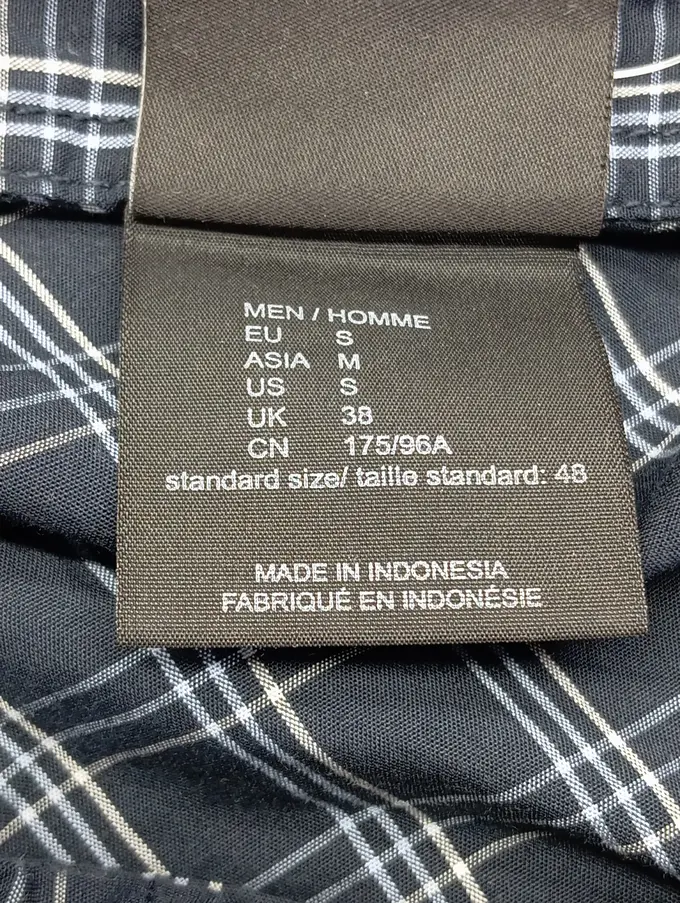 MEN / HOMME
EU S
ASIA M
US S
UK 38
CN 175/96A
standard size/ taille standard: 48
MADE IN INDONESIA
FABRIQUÉ EN INDONÉSIE